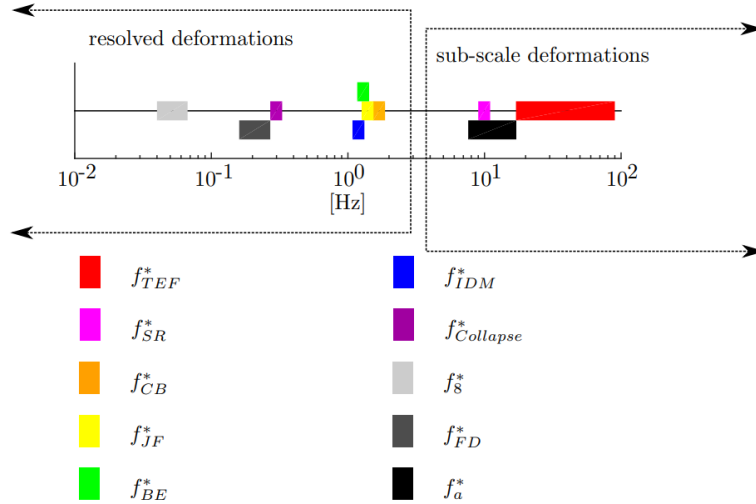 resolved deformations
sub-scale deformations
10^-2 10^-1 10^0 10^1 10^2
[Hz]
f*_TEF f*_IDM
f*_SR f*_Collapse
f*_CB f*_8
f*_JF f*_FD
f*_BE f*_a